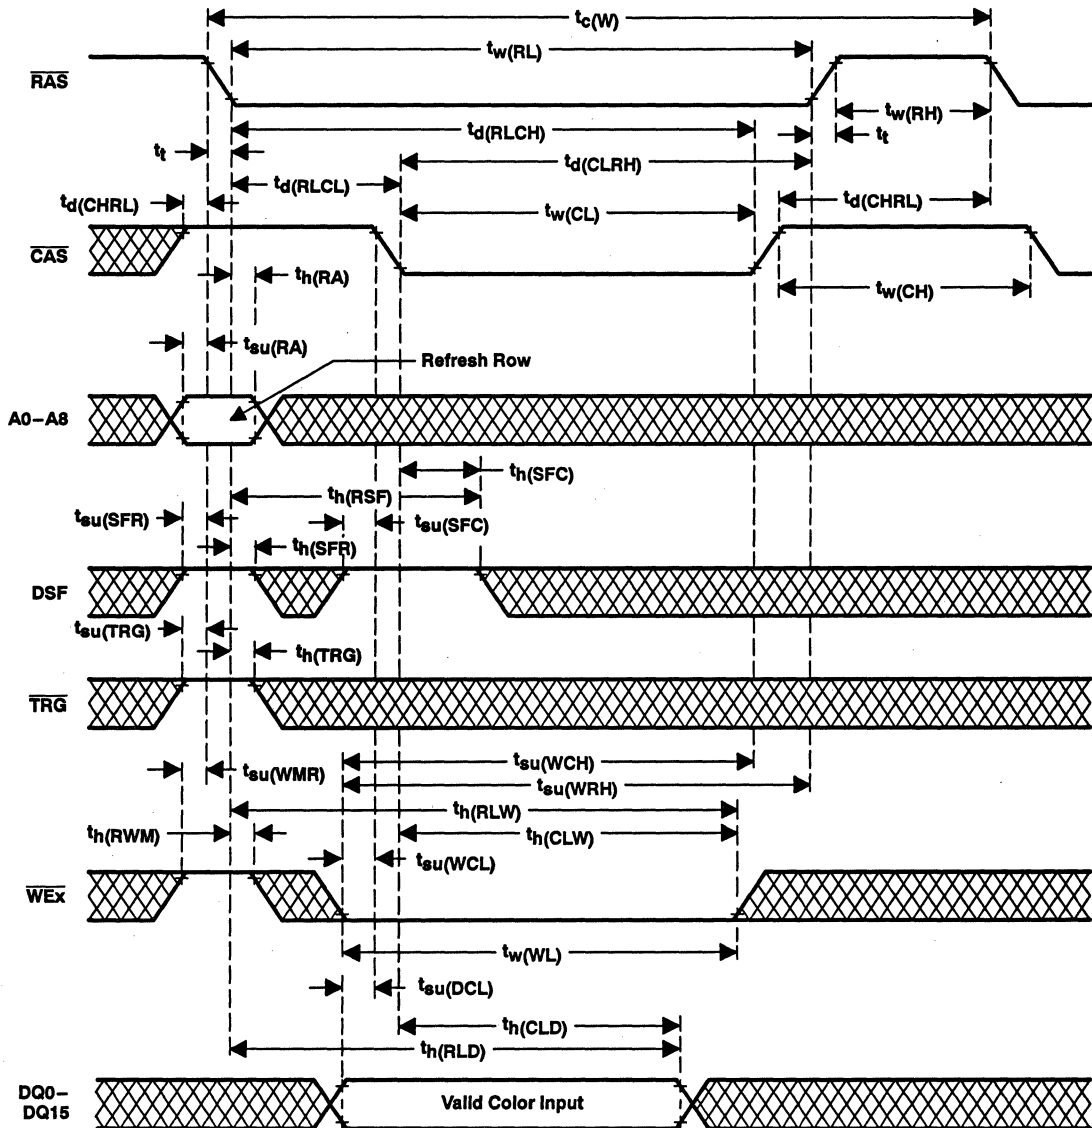 tc(W)
tw(RL)
RAS
tw(RH)
td(RLCH)
tt
tt
td(CLRH)
td(RLCL)
td(CHRL)
td(CHRL)
tw(CL)
CAS
th(RA)
tw(CH)
tsu(RA)
Refresh Row
A0–A8
th(SFC)
th(RSF)
tsu(SFR)
tsu(SFC)
th(SFR)
DSF
tsu(TRG)
th(TRG)
TRG
tsu(WCH)
tsu(WMR)
tsu(WRH)
th(RLW)
th(RWM)
th(CLW)
tsu(WCL)
WEx
tw(WL)
tsu(DCL)
th(CLD)
th(RLD)
DQ0–
DQ15
Valid Color Input